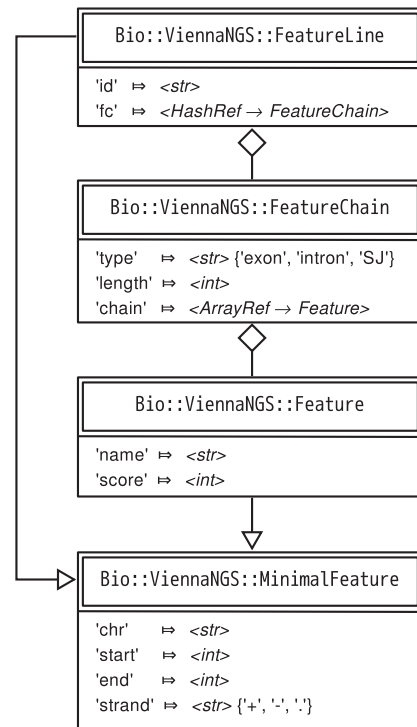 Bio::ViennaNGS::FeatureLine
'id' ⤇ <str>
'fc' ⤇ <HashRef → FeatureChain>
Bio::ViennaNGS::FeatureChain
'type' ⤇ <str> {'exon', 'intron', 'SJ'}
'length' ⤇ <int>
'chain' ⤇ <ArrayRef → Feature>
Bio::ViennaNGS::Feature
'name' ⤇ <str>
'score' ⤇ <int>
Bio::ViennaNGS::MinimalFeature
'chr' ⤇ <str>
'start' ⤇ <int>
'end' ⤇ <int>
'strand' ⤇ <str> {'+', '-', '.'}